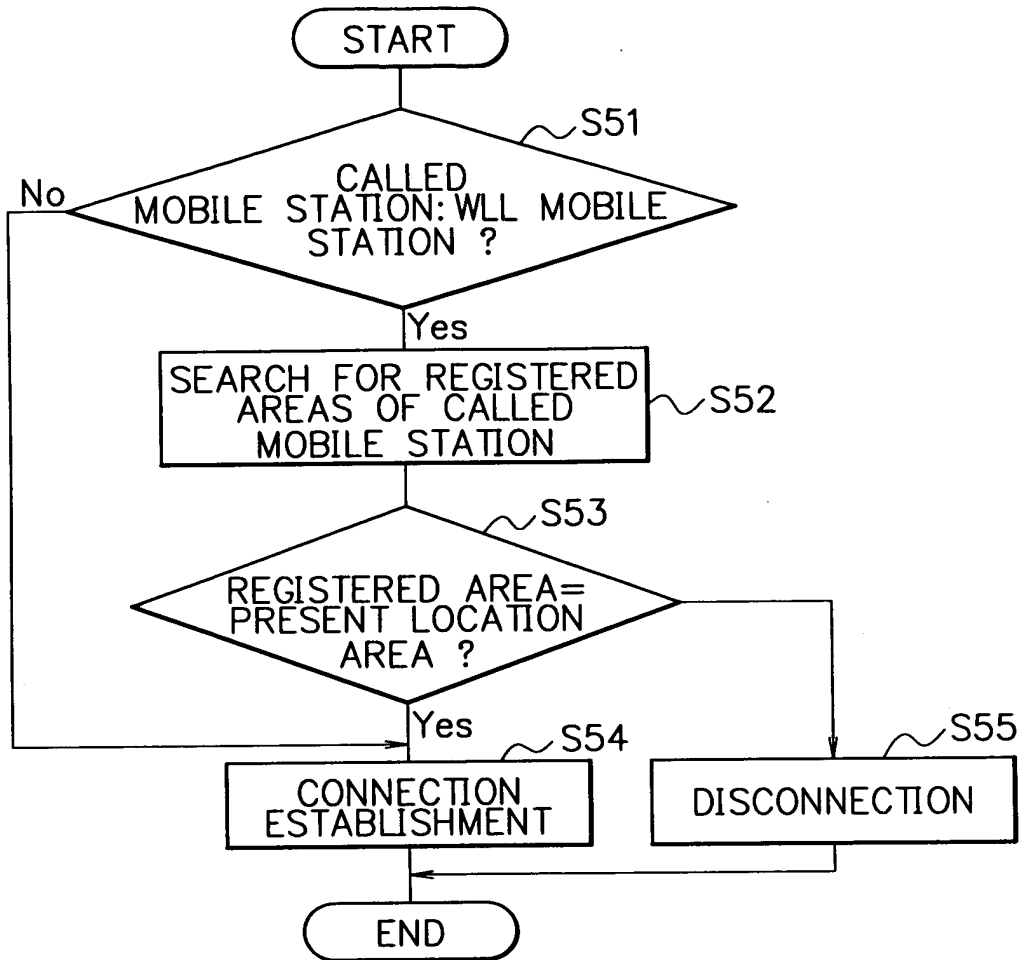 START
S51
No
CALLED
MOBILE STATION:WLL MOBILE
STATION ?
Yes
SEARCH FOR REGISTERED
AREAS OF CALLED
MOBILE STATION
S52
S53
REGISTERED AREA=
PRESENT LOCATION
AREA ?
Yes
S54
S55
CONNECTION
ESTABLISHMENT
DISCONNECTION
END